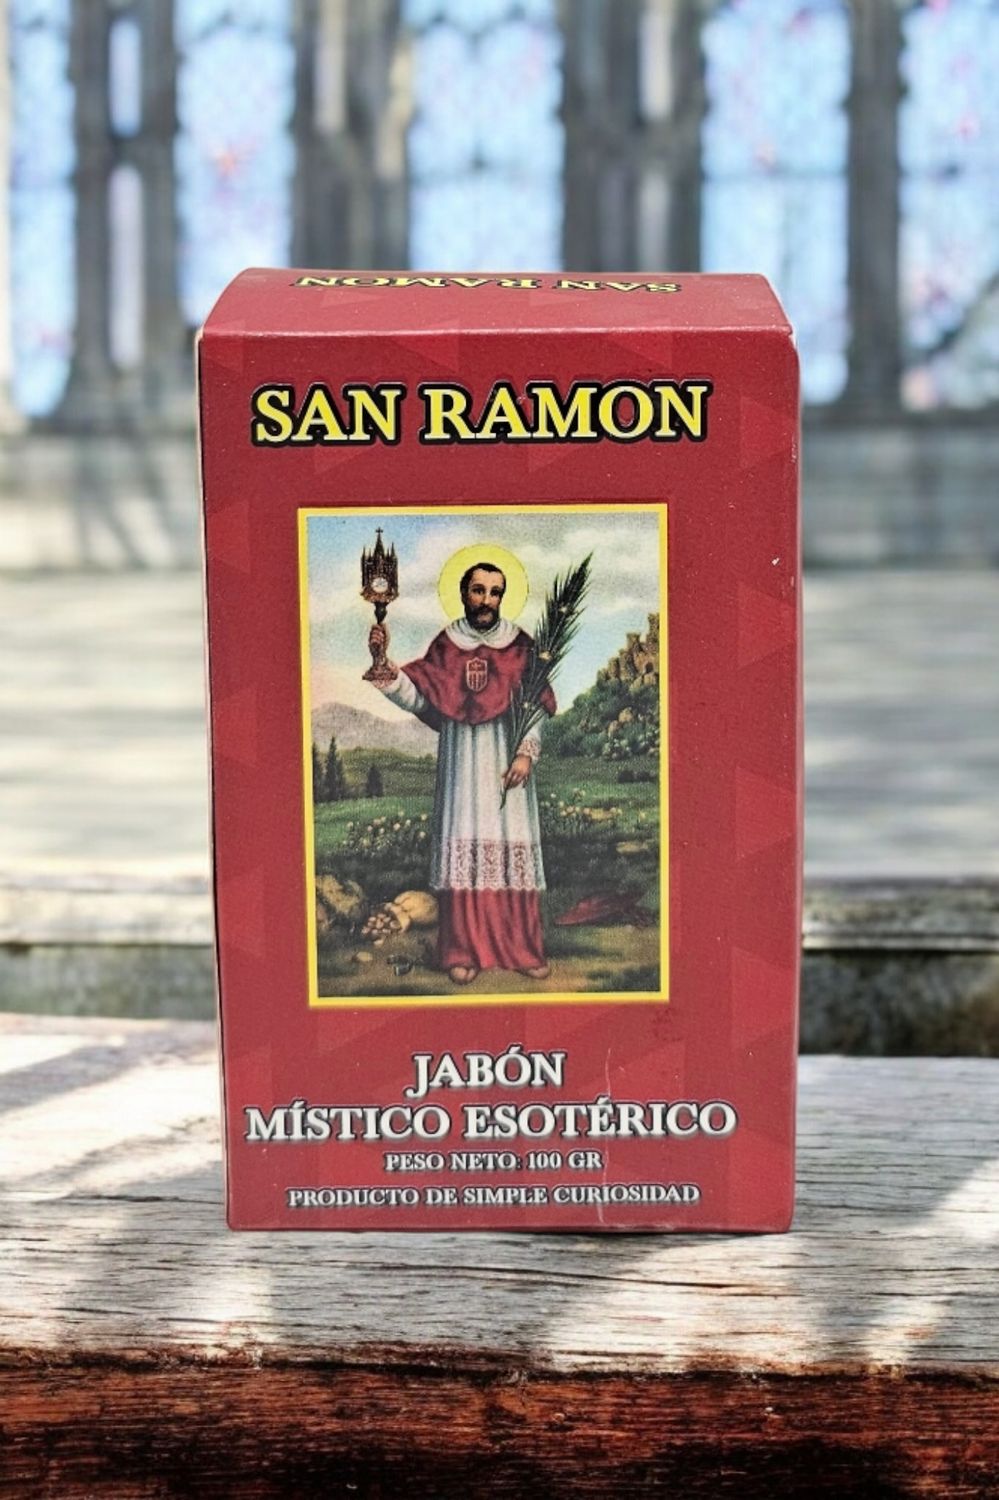 SAN RAMON
SAN RAMON
JABÓN
MÍSTICO ESOTÉRICO
PESO NETO: 100 GR
PRODUCTO DE SIMPLE CURIOSIDAD